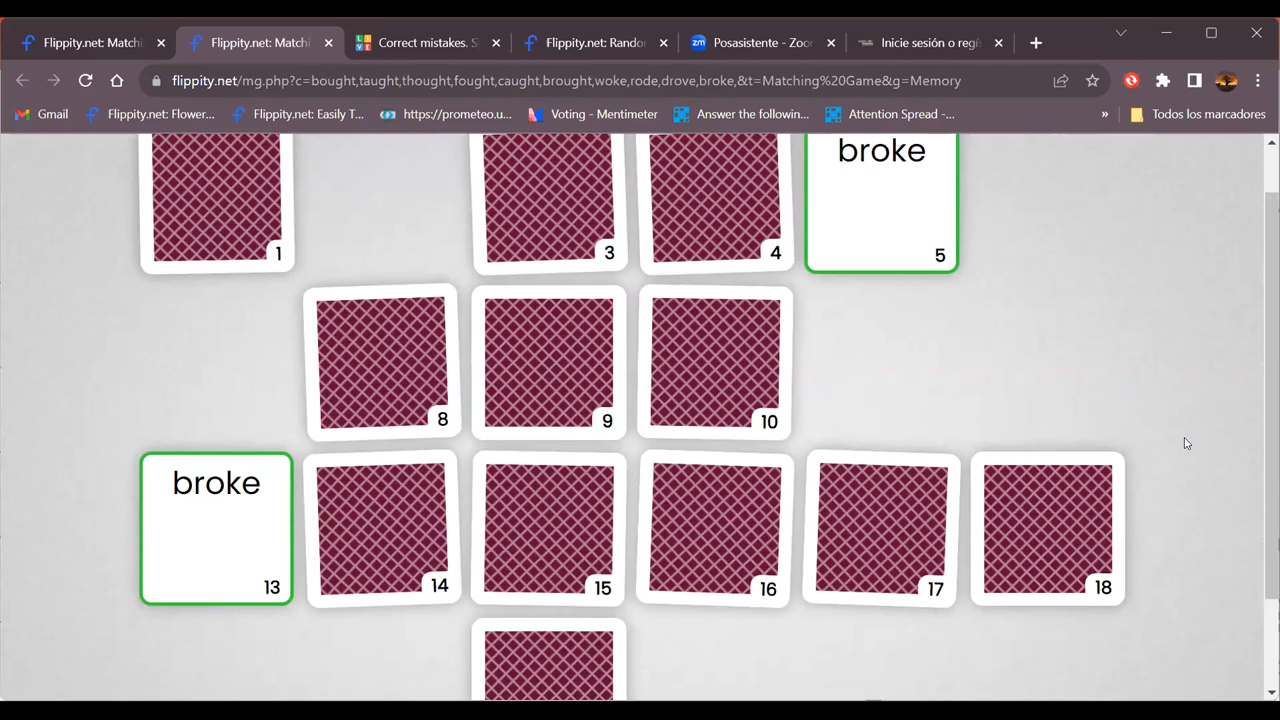 Flippity.net: Matchi
Flippity.net: Matchi
Correct mistakes. S
Flippity.net: Rando
Posasistente - Zoor
Inicie sesión o regi
flippity.net/mg.php?c=bought,taught,thought,fought,caught,brought,woke,rode,drove,broke,&t=Matching%20Game&g=Memory
Gmail
Flippity.net: Flower...
Flippity.net: Easily T...
https://prometeo.u...
Voting - Mentimeter
Answer the followin...
Attention Spread -...
»
Todos los marcadores
broke
1
3
4
5
8
9
10
broke
13
14
15
16
17
18